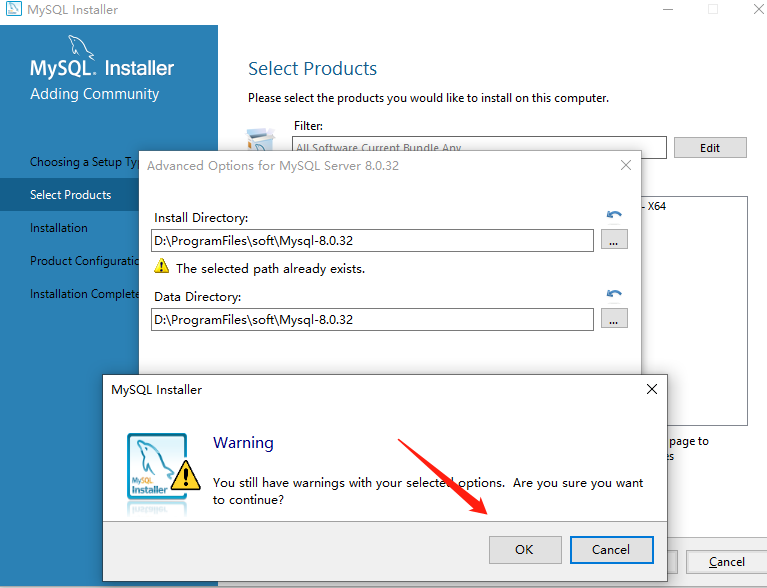 MySQL Installer
MySQL. Installer
Adding Community
Choosing a Setup Ty
Select Products
Installation
Product Configuratio
Installation Complete
Select Products
Please select the products you would like to install on this computer.
Filter:
All Software,Current Bundle,Any
Edit
- X64
page to
es
Cancel
Advanced Options for MySQL Server 8.0.32
Install Directory:
D:\ProgramFiles\soft\Mysql-8.0.32
...
The selected path already exists.
Data Directory:
D:\ProgramFiles\soft\Mysql-8.0.32
...
MySQL Installer
Warning
MySQL
Installer
You still have warnings with your selected options. Are you sure you want
to continue?
OK
Cancel